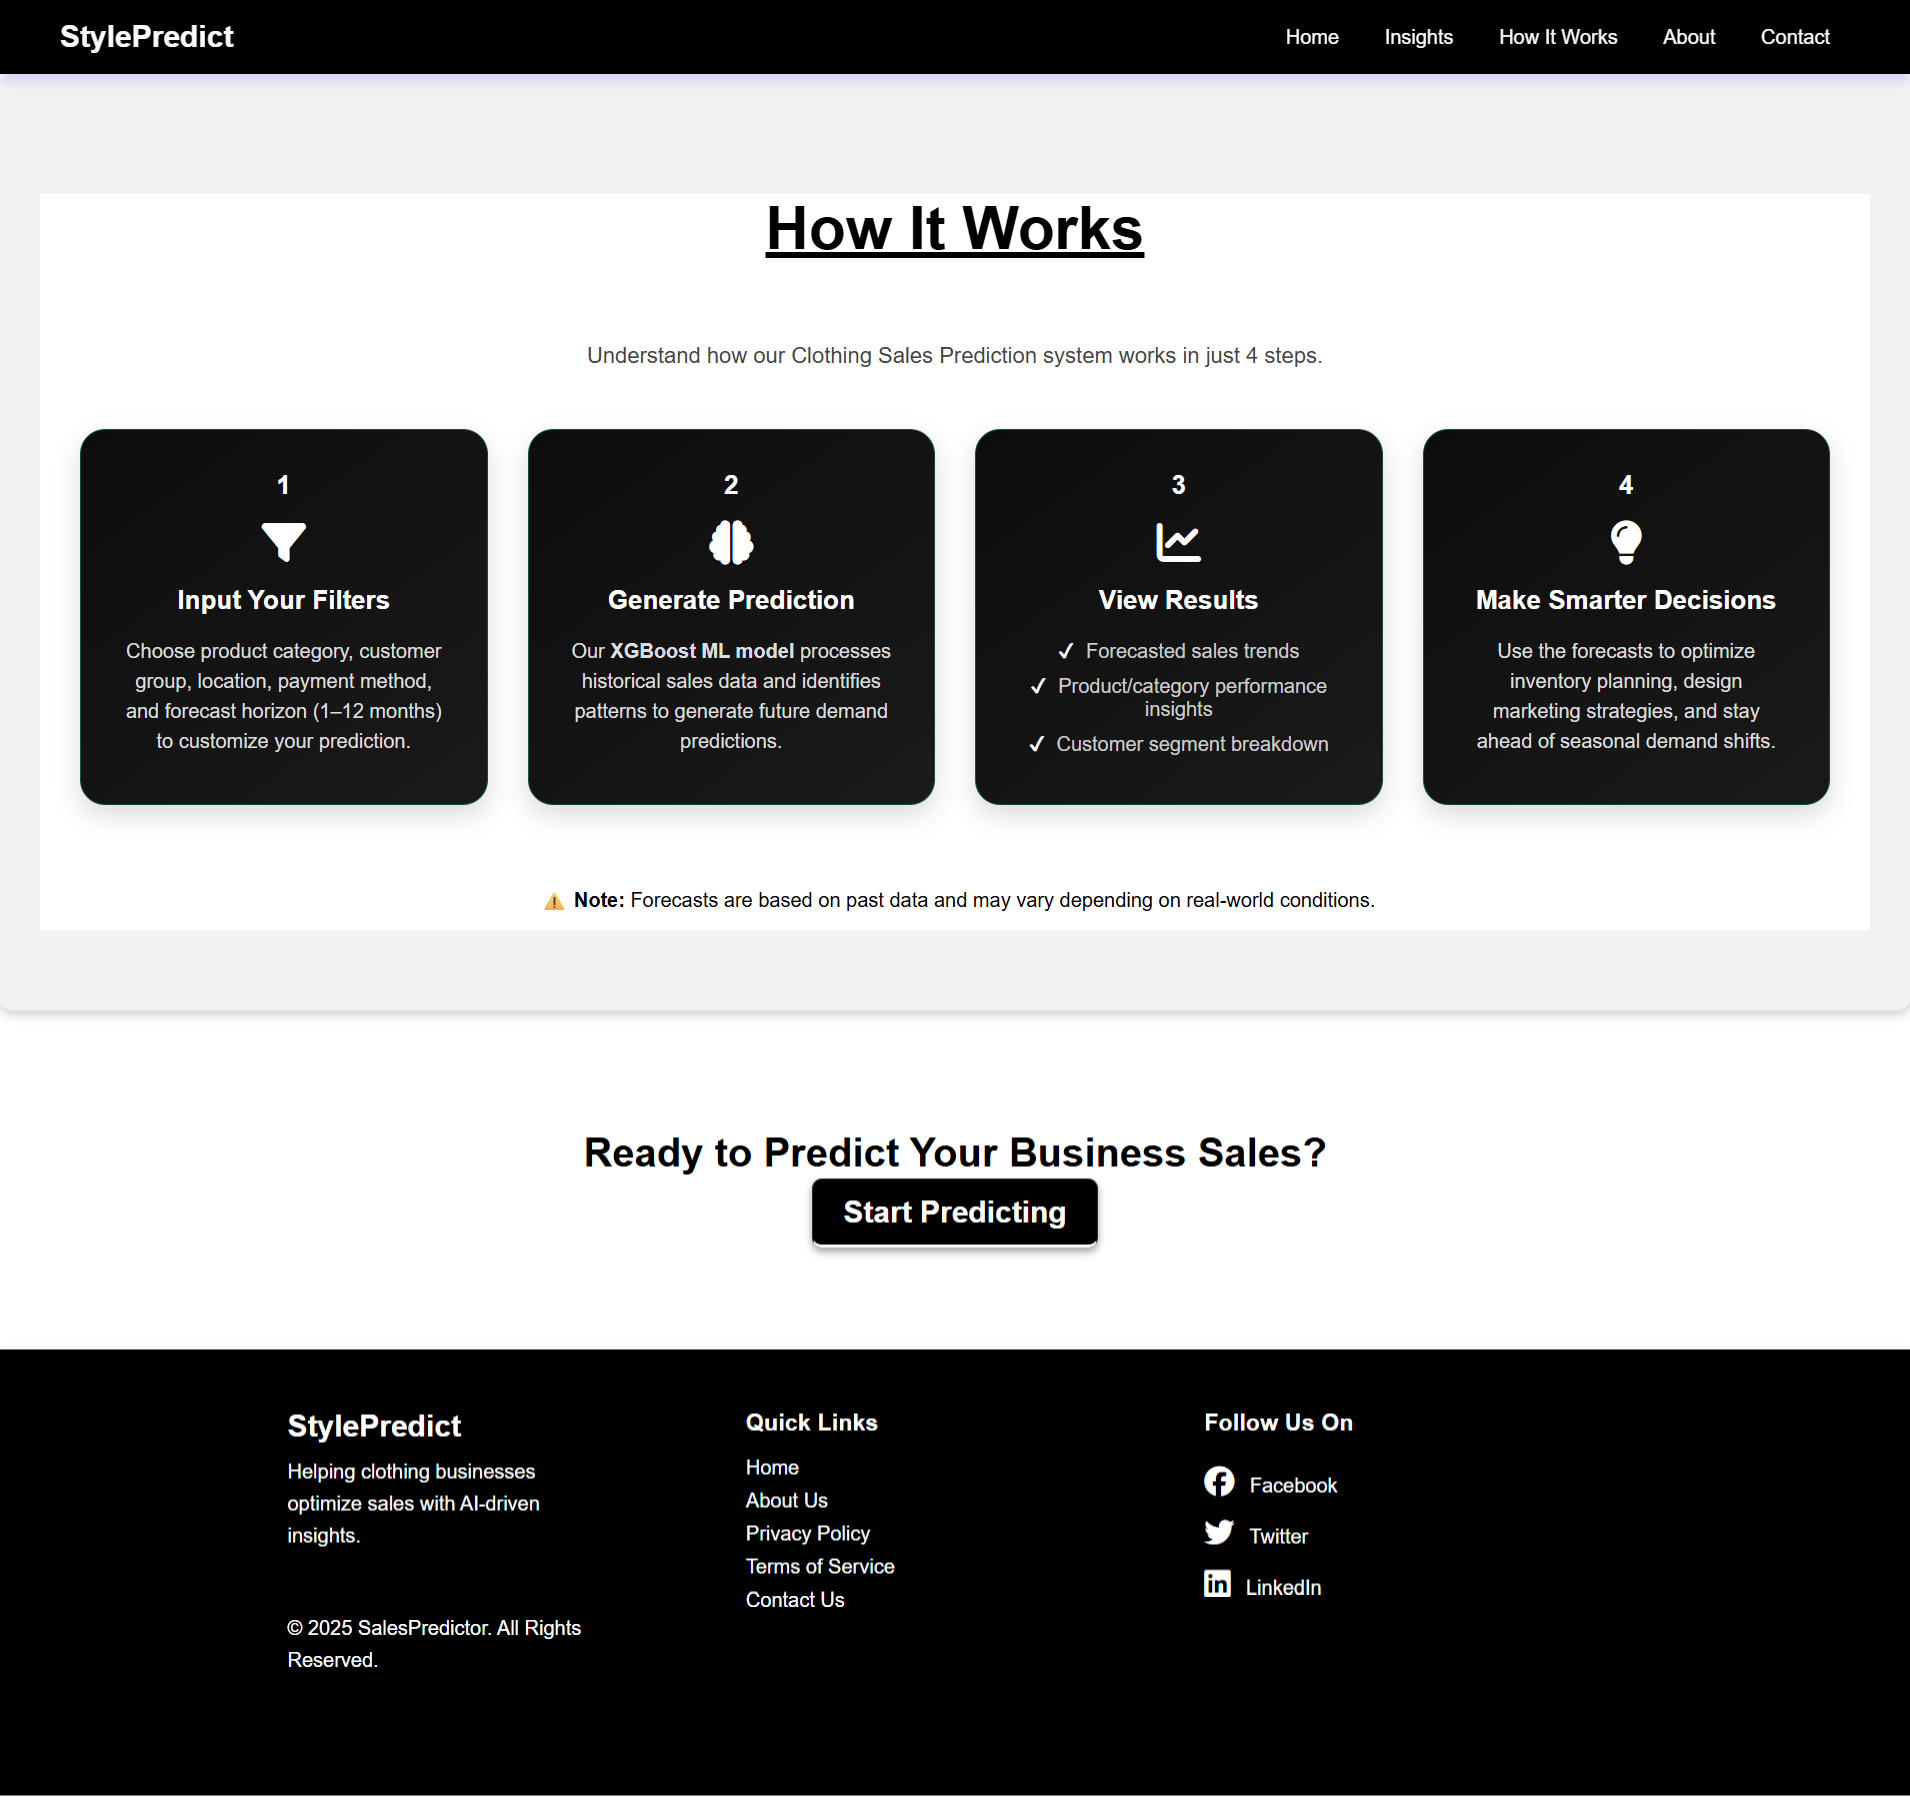 StylePredict
Home
Insights
How It Works
About
Contact
How It Works
Understand how our Clothing Sales Prediction system works in just 4 steps.
1
Input Your Filters
Choose product category, customer
group, location, payment method,
and forecast horizon (1–12 months)
to customize your prediction.
2
Generate Prediction
Our XGBoost ML model processes
historical sales data and identifies
patterns to generate future demand
predictions.
3
View Results
✔ Forecasted sales trends
✔ Product/category performance
insights
✔ Customer segment breakdown
4
Make Smarter Decisions
Use the forecasts to optimize
inventory planning, design
marketing strategies, and stay
ahead of seasonal demand shifts.
⚠️ Note: Forecasts are based on past data and may vary depending on real-world conditions.
Ready to Predict Your Business Sales?
Start Predicting
StylePredict
Helping clothing businesses
optimize sales with AI-driven
insights.
© 2025 SalesPredictor. All Rights
Reserved.
Quick Links
Home
About Us
Privacy Policy
Terms of Service
Contact Us
Follow Us On
Facebook
Twitter
LinkedIn